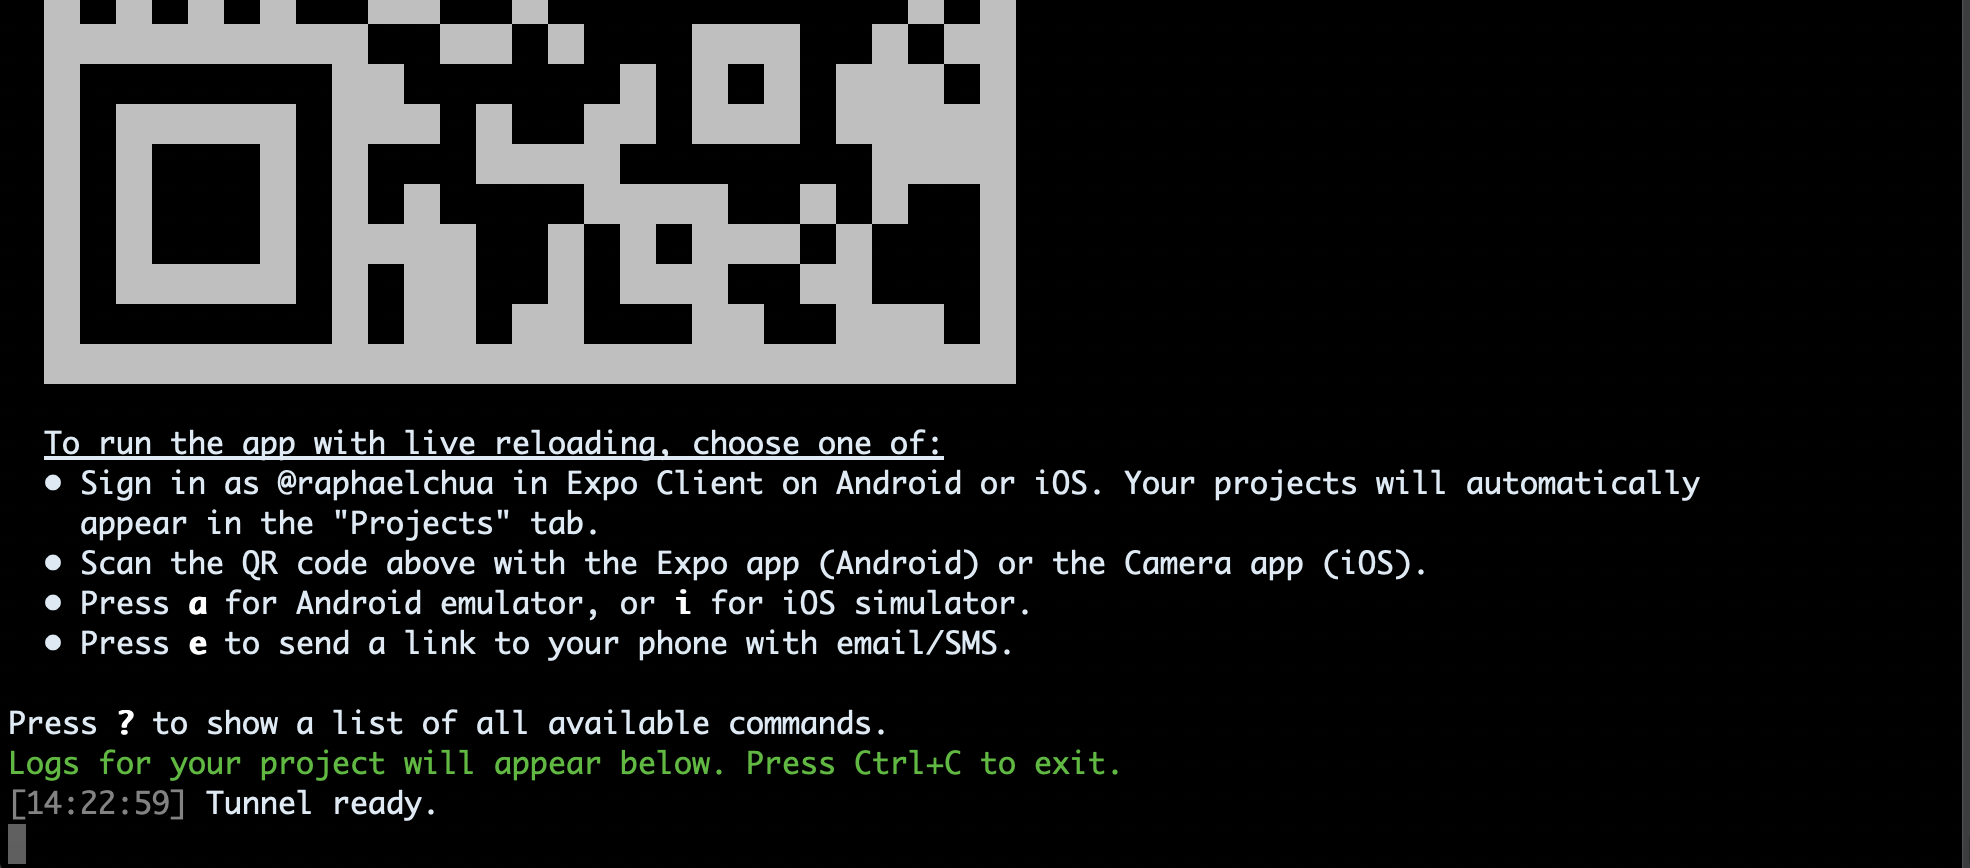 To run the app with live reloading, choose one of:
• Sign in as @raphaelchua in Expo Client on Android or iOS. Your projects will automatically
appear in the "Projects" tab.
• Scan the QR code above with the Expo app (Android) or the Camera app (iOS).
• Press a for Android emulator, or i for iOS simulator.
• Press e to send a link to your phone with email/SMS.
Press ? to show a list of all available commands.
Logs for your project will appear below. Press Ctrl+C to exit.
[14:22:59] Tunnel ready.